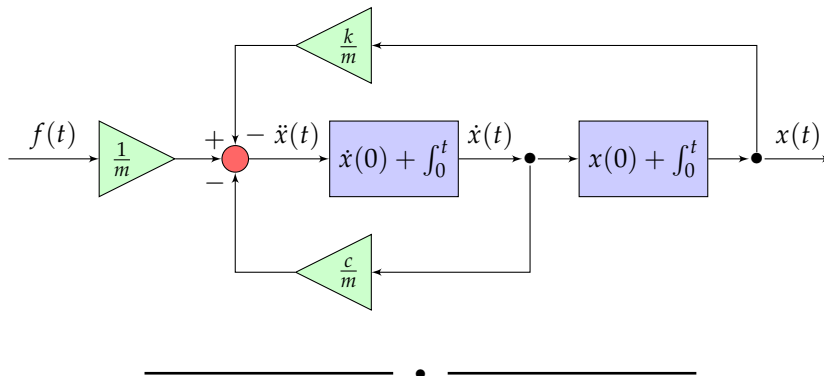 k/m
f(t)
1/m
+
−
ẍ(t)
ẋ(0) + ∫₀ᵗ
ẋ(t)
x(0) + ∫₀ᵗ
x(t)
−
c/m